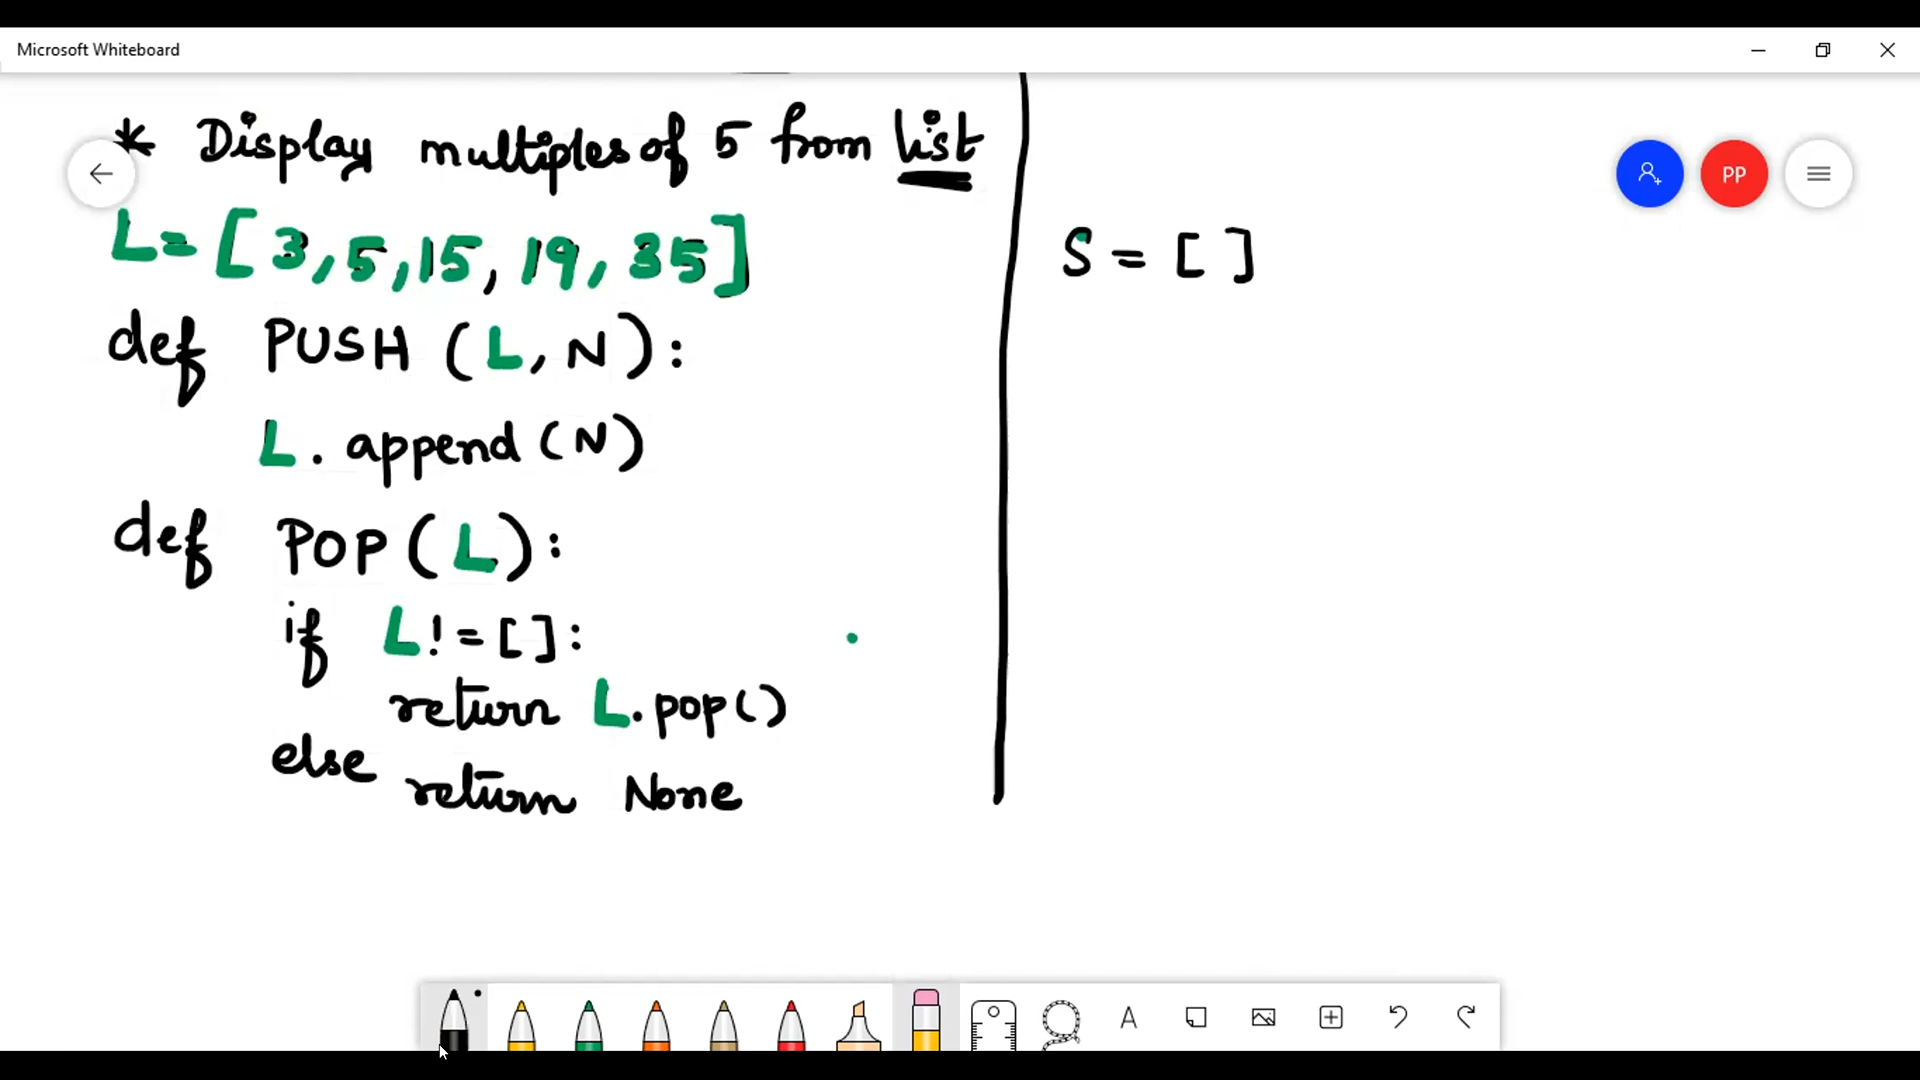 Microsoft Whiteboard
* Display multiples of 5 from list
L= [3,5,15, 19, 35]
def PUSH (L, N):
L. append (N)
def POP (L):
if L! = []:
return L.pop()
else
return None
S = [ ]
PP
A